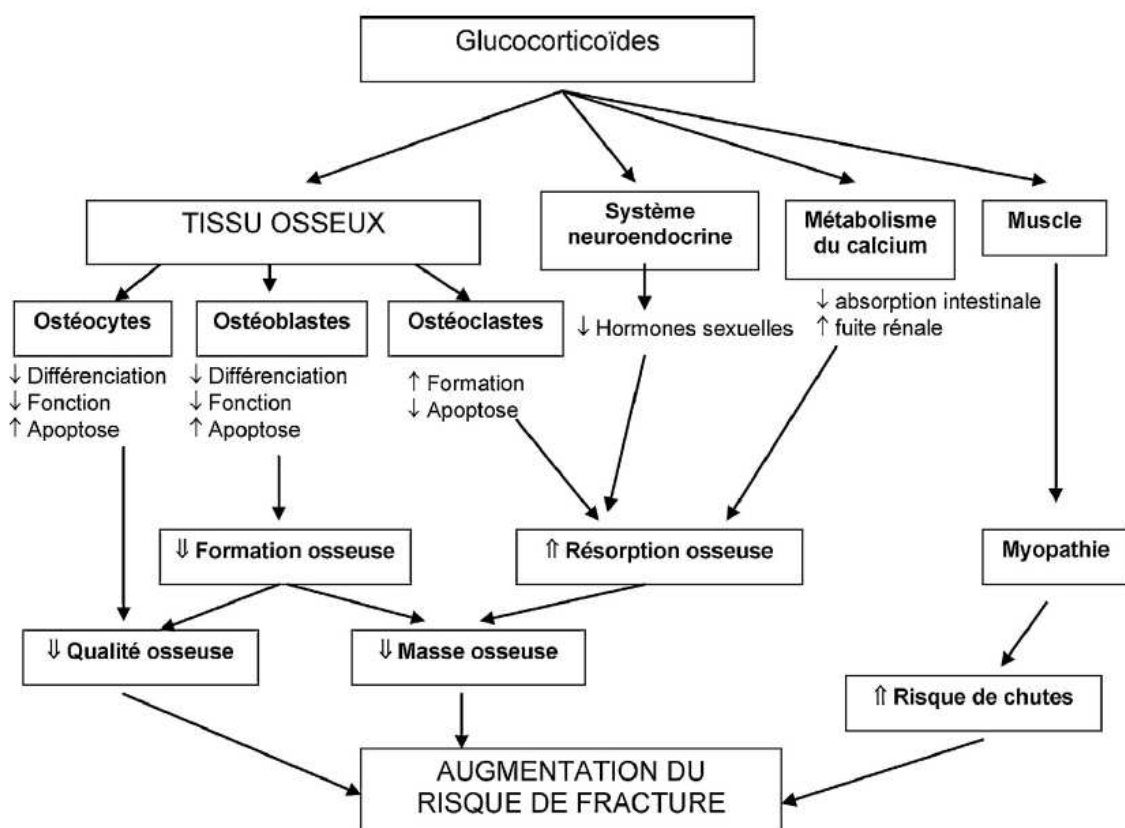 Glucocorticoïdes
TISSU OSSEUX
Système
neuroendocrine
Métabolisme
du calcium
Muscle
Ostéocytes
Ostéoblastes
Ostéoclastes
↓ Hormones sexuelles
↓ absorption intestinale
↑ fuite rénale
↓ Différenciation
↓ Fonction
↑ Apoptose
↓ Différenciation
↓ Fonction
↑ Apoptose
↑ Formation
↓ Apoptose
⇓ Formation osseuse
⇑ Résorption osseuse
Myopathie
⇓ Qualité osseuse
⇓ Masse osseuse
⇑ Risque de chutes
AUGMENTATION DU
RISQUE DE FRACTURE